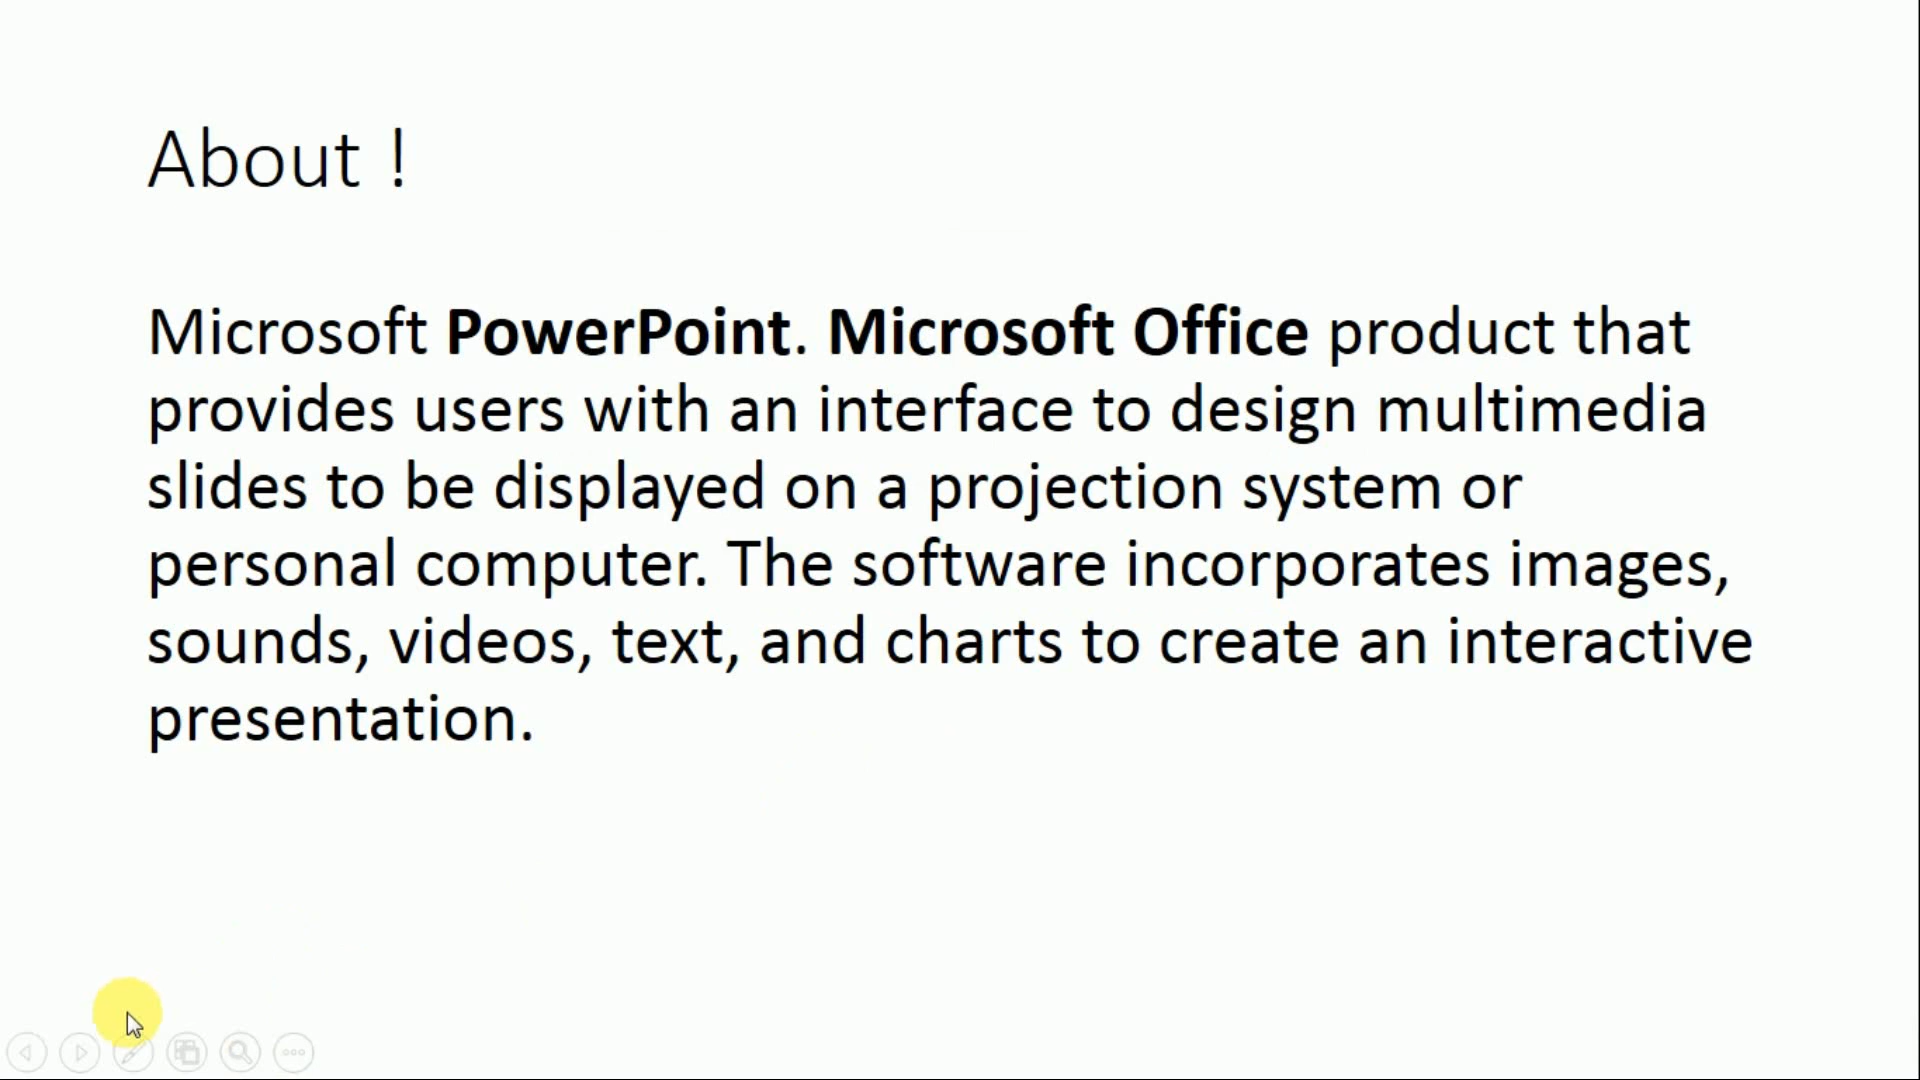 About !
Microsoft PowerPoint. Microsoft Office product that
provides users with an interface to design multimedia
slides to be displayed on a projection system or
personal computer. The software incorporates images,
sounds, videos, text, and charts to create an interactive
presentation.